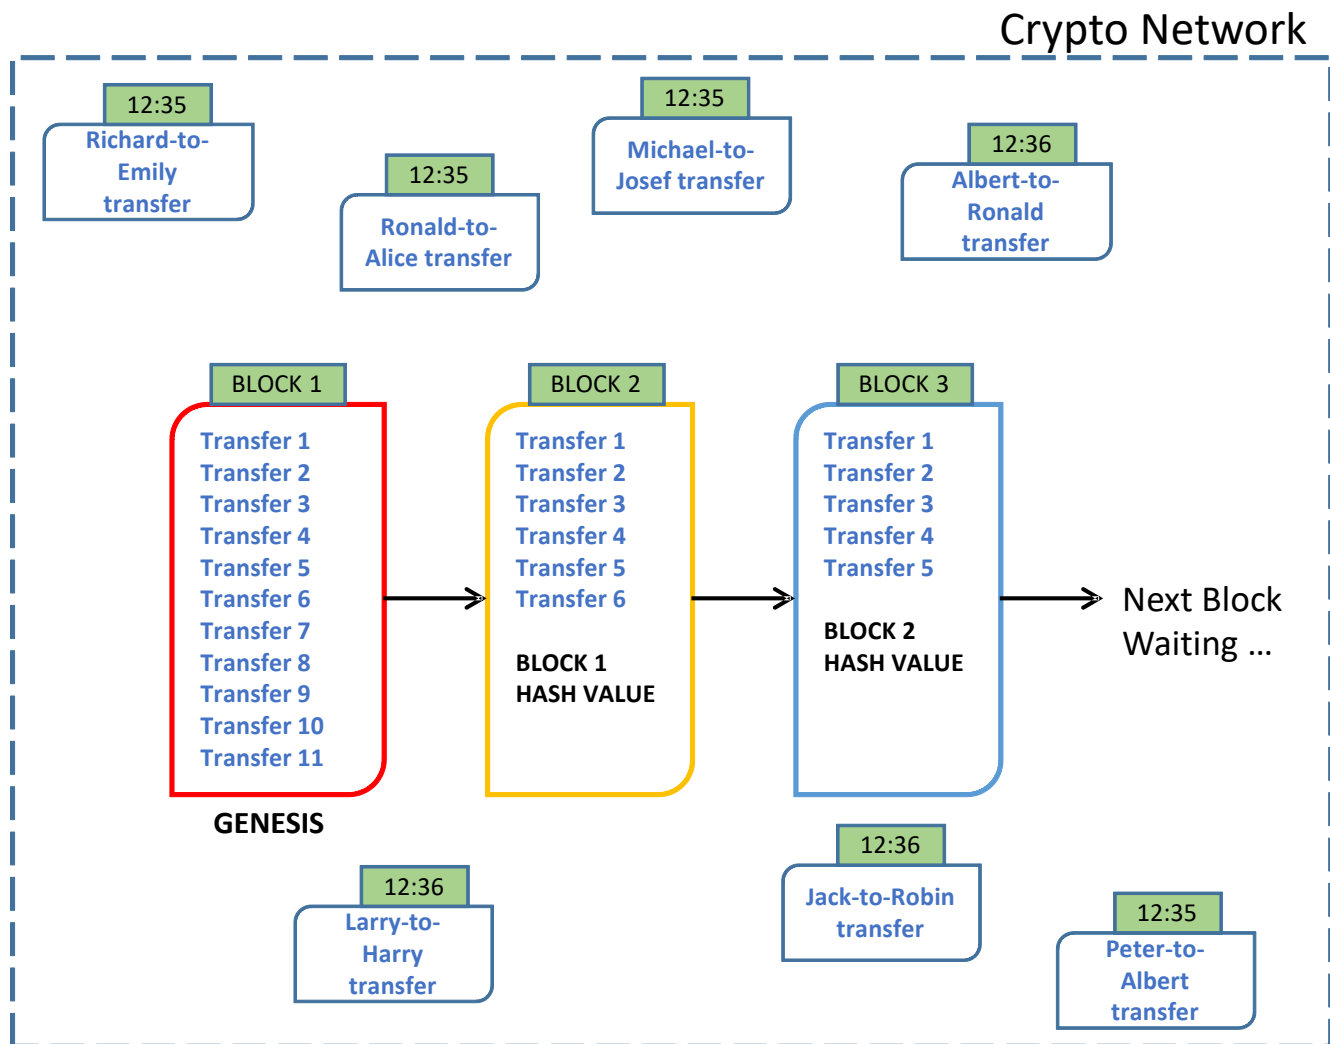 Crypto Network
12:35
Richard-to-
Emily
transfer
12:35
Ronald-to-
Alice transfer
12:35
Michael-to-
Josef transfer
12:36
Albert-to-
Ronald
transfer
BLOCK 1
Transfer 1
Transfer 2
Transfer 3
Transfer 4
Transfer 5
Transfer 6
Transfer 7
Transfer 8
Transfer 9
Transfer 10
Transfer 11
GENESIS
BLOCK 2
Transfer 1
Transfer 2
Transfer 3
Transfer 4
Transfer 5
Transfer 6
BLOCK 1
HASH VALUE
BLOCK 3
Transfer 1
Transfer 2
Transfer 3
Transfer 4
Transfer 5
BLOCK 2
HASH VALUE
Next Block
Waiting ...
12:36
Larry-to-
Harry
transfer
12:36
Jack-to-Robin
transfer
12:35
Peter-to-
Albert
transfer